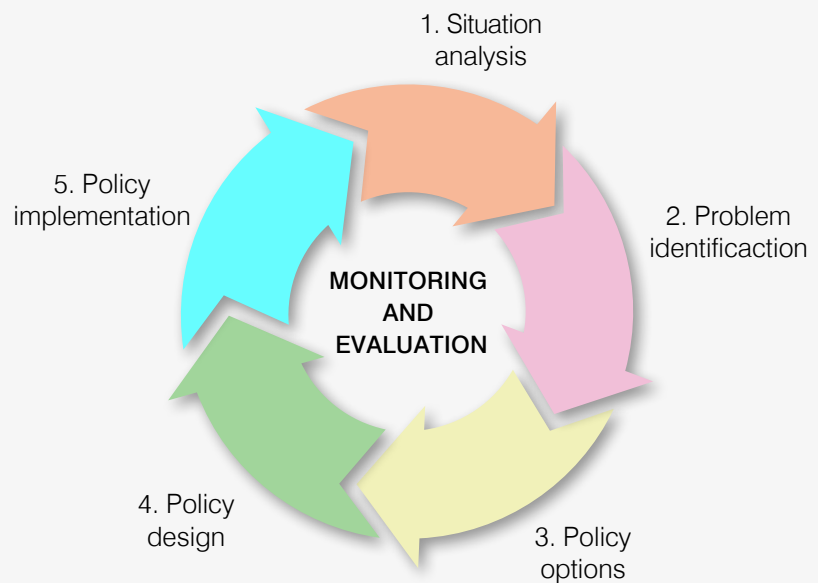 1. Situation
analysis
2. Problem
identificaction
3. Policy
options
4. Policy
design
5. Policy
implementation
MONITORING
AND
EVALUATION